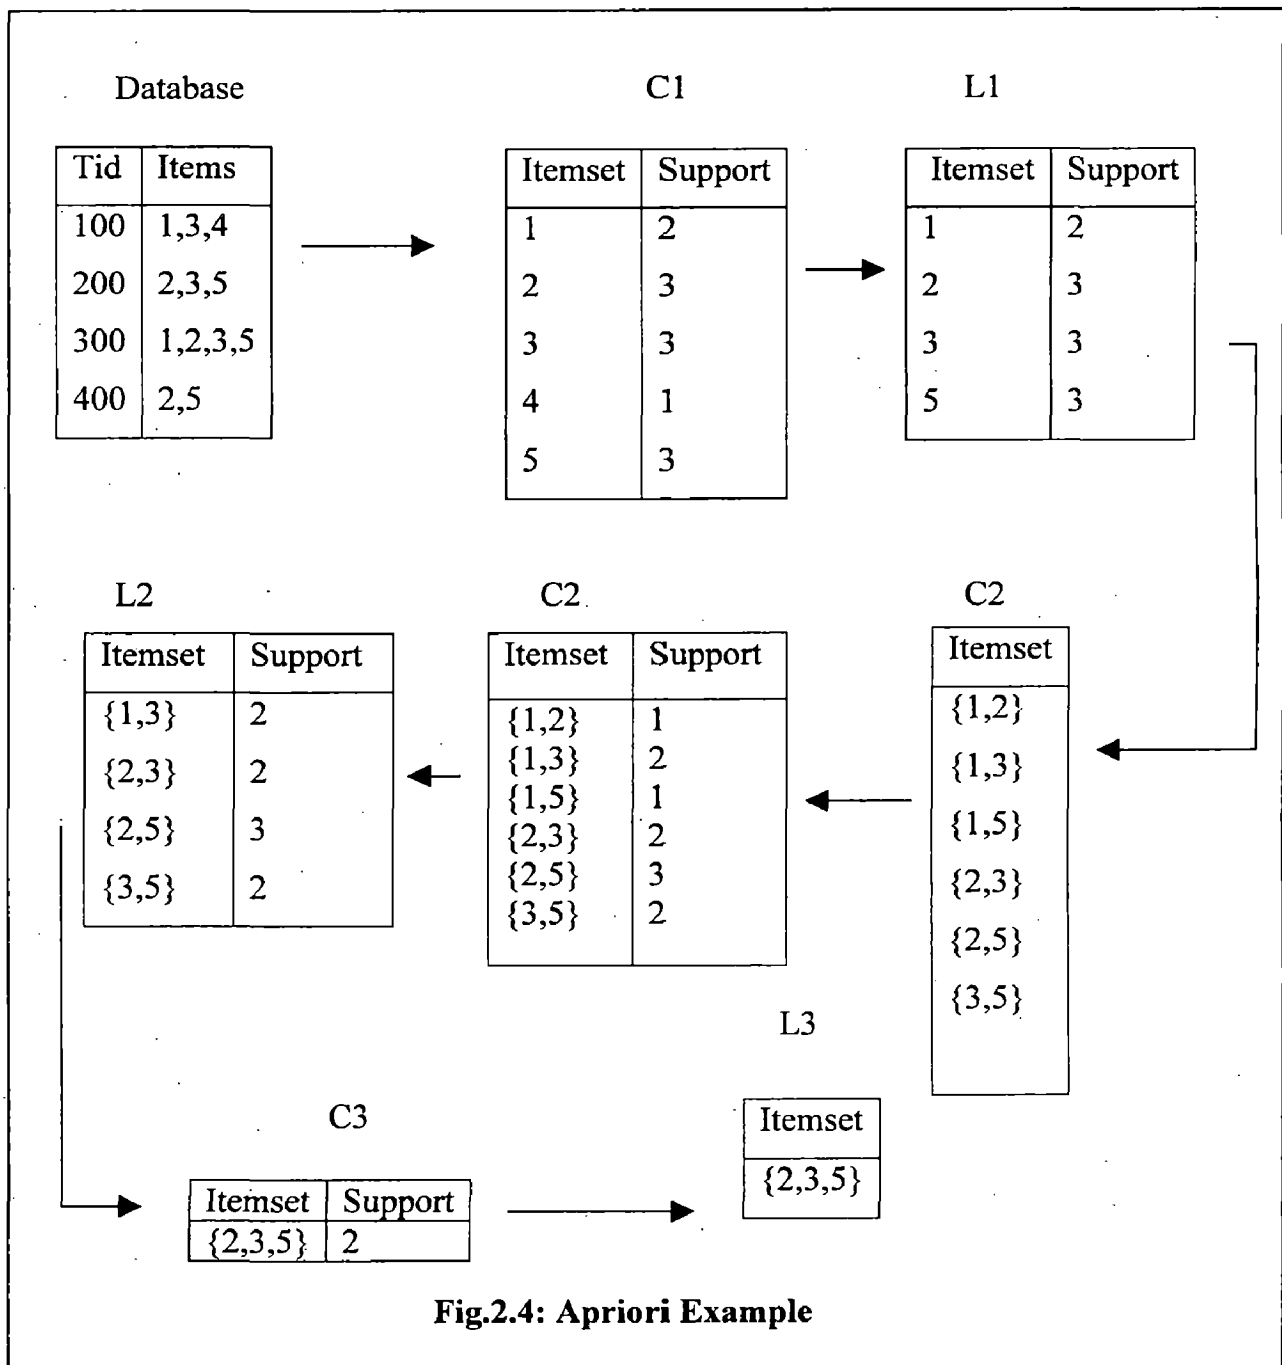 Database C1 L1
Tid Items
100 1,3,4
200 2,3,5
300 1,2,3,5
400 2,5
Itemset Support
1 2
2 3
3 3
4 1
5 3
Itemset Support
1 2
2 3
3 3
5 3
L2 C2 C2
Itemset Support
{1,3} 2
{2,3} 2
{2,5} 3
{3,5} 2
Itemset Support
{1,2} 1
{1,3} 2
{1,5} 1
{2,3} 2
{2,5} 3
{3,5} 2
Itemset
{1,2}
{1,3}
{1,5}
{2,3}
{2,5}
{3,5}
C3
Itemset Support
{2,3,5} 2
L3
Itemset
{2,3,5}
Fig.2.4: Apriori Example